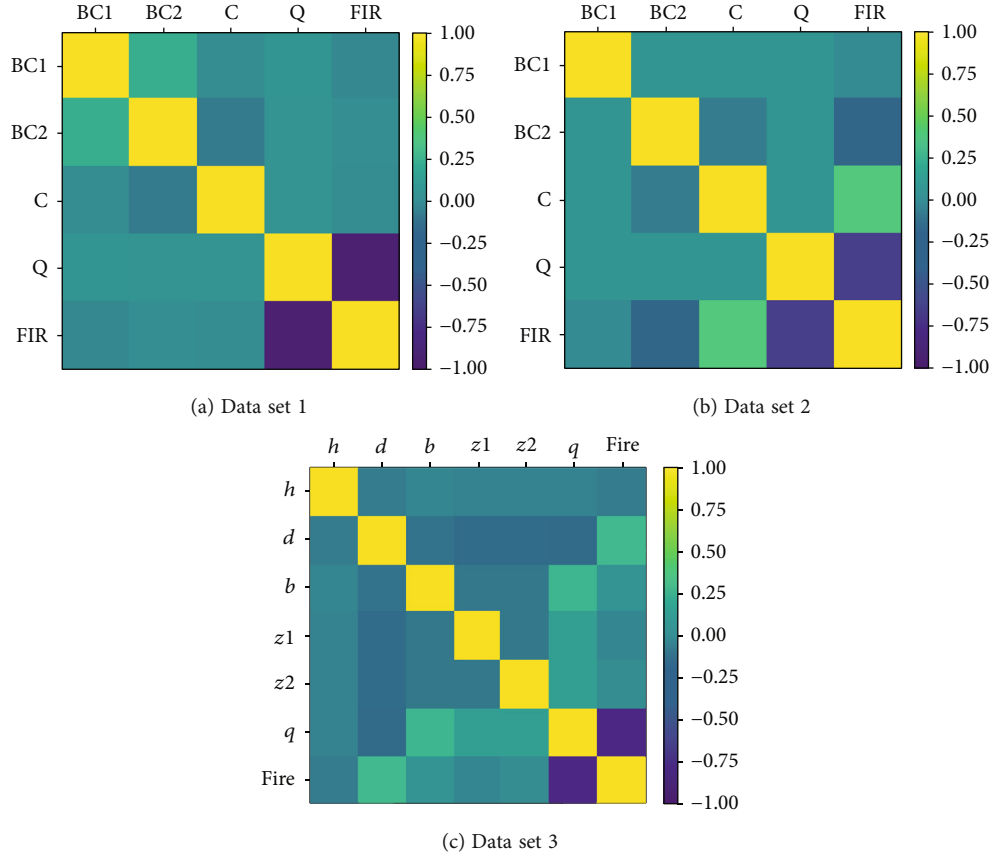 BC1 BC2 C Q FIR
BC1
BC2
C
Q
FIR
1.00
0.75
0.50
0.25
0.00
−0.25
−0.50
−0.75
−1.00
(a) Data set 1
BC1 BC2 C Q FIR
BC1
BC2
C
Q
FIR
1.00
0.75
0.50
0.25
0.00
−0.25
−0.50
−0.75
−1.00
(b) Data set 2
h d b z1 z2 q Fire
h
d
b
z1
z2
q
Fire
1.00
0.75
0.50
0.25
0.00
−0.25
−0.50
−0.75
−1.00
(c) Data set 3